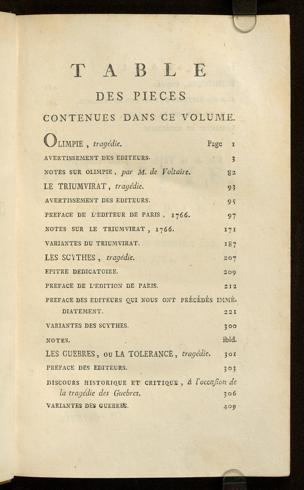 TABLE
DES PIECES
CONTENUES DANS CE VOLUME.
OLIMPIE, tragédie. Page 1
AVERTISSEMENT DES EDITEURS. 3
NOTES SUR OLIMPIE, par M. de Voltaire. 82
LE TRIUMVIRAT, tragédie. 93
AVERTISSEMENT DES EDITEURS. 95
PREFACE DE L'EDITEUR DE PARIS, 1766. 97
NOTES SUR LE TRIUMVIRAT, 1766. 171
VARIANTES DU TRIUMVIRAT. 187
LES SCYTHES, tragédie. 207
EPITRE DEDICATOIRE. 209
PREFACE DE L'EDITION DE PARIS. 212
PREFACE DES EDITEURS QUI NOUS ONT PRÉCÉDÉS IMMÉ-
DIATEMENT. 221
VARIANTES DES SCYTHES. 300
NOTES. ibid.
LES GUEBRES, OU LA TOLERANCE, tragédie. 301
PREFACE DES EDITEURS. 303
DISCOURS HISTORIQUE ET CRITIQUE, à l'occasion de
la tragédie des Guebres. 306
VARIANTES DES GUEBRES. 409